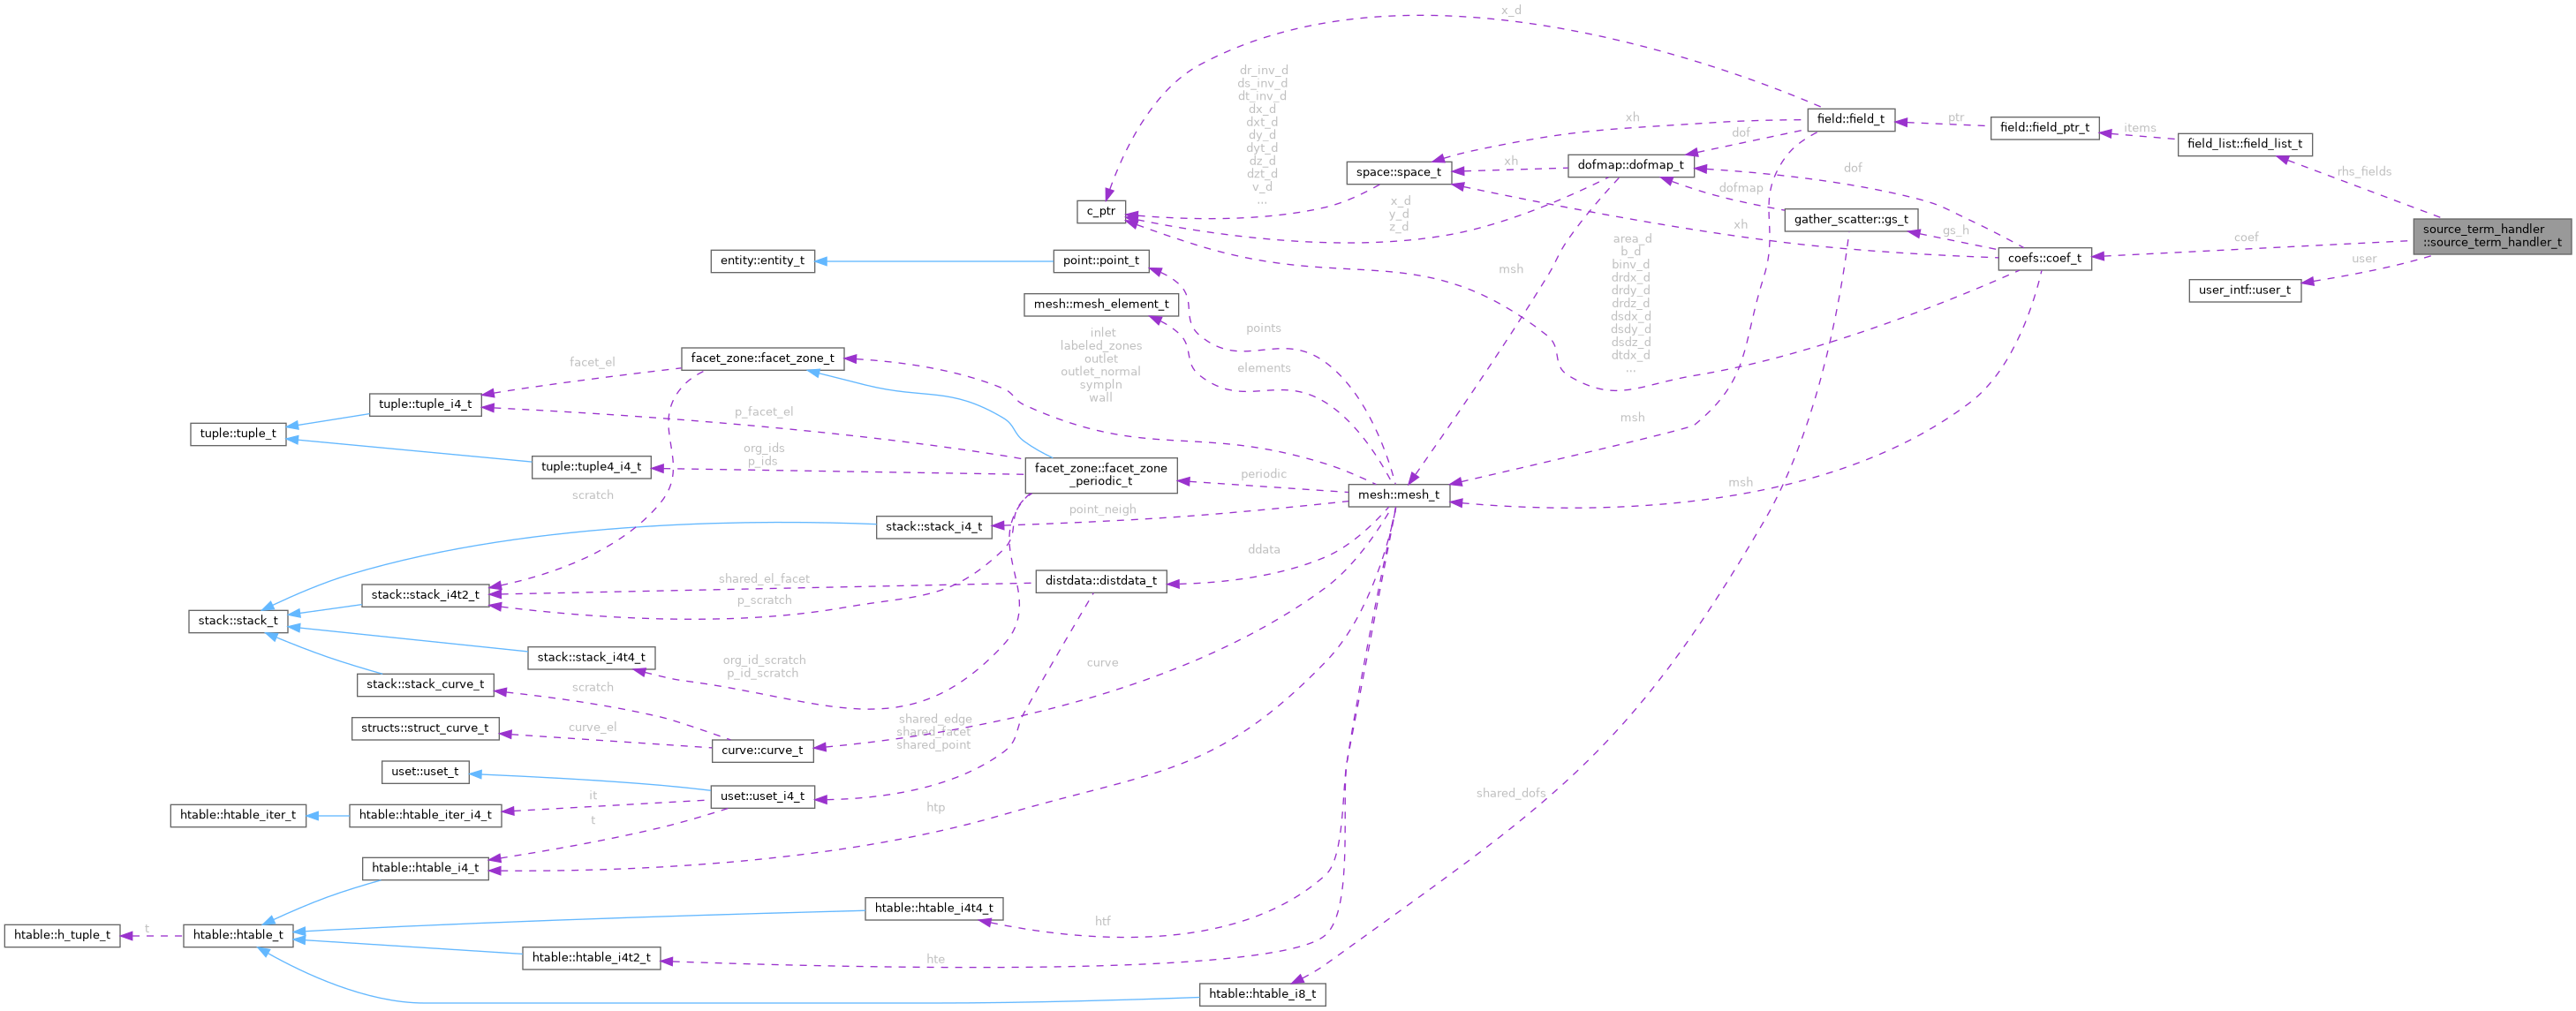 x_d
dr_inv_d
ds_inv_d
dt_inv_d
dx_d
dxt_d
dy_d
dyt_d
dz_d
dzt_d
v_d
...
xh
dof
field::field_t
ptr
field::field_ptr_t
items
field_list::field_list_t
rhs_fields
space::space_t
xh
dofmap::dofmap_t
dof
dofmap
c_ptr
x_d
y_d
z_d
gather_scatter::gs_t
xh
gs_h
coefs::coef_t
coef
source_term_handler
::source_term_handler_t
user
user_intf::user_t
entity::entity_t
point::point_t
msh
area_d
b_d
binv_d
drdx_d
drdy_d
drdz_d
dsdx_d
dsdy_d
dsdz_d
dtdx_d
...
mesh::mesh_element_t
points
elements
inlet
labeled_zones
outlet
outlet_normal
sympln
wall
facet_zone::facet_zone_t
facet_el
tuple::tuple_i4_t
p_facet_el
msh
tuple::tuple_t
org_ids
p_ids
tuple::tuple4_i4_t
facet_zone::facet_zone
_periodic_t
periodic
mesh::mesh_t
msh
scratch
point_neigh
stack::stack_i4_t
ddata
shared_el_facet
distdata::distdata_t
stack::stack_i4t2_t
p_scratch
stack::stack_t
stack::stack_i4t4_t
org_id_scratch
p_id_scratch
curve
stack::stack_curve_t
scratch
structs::struct_curve_t
curve_el
curve::curve_t
shared_edge
shared_facet
shared_point
uset::uset_t
uset::uset_i4_t
it
t
htable::htable_iter_t
htable::htable_iter_i4_t
htp
shared_dofs
htable::htable_i4_t
htable::htable_i4t4_t
htf
htable::h_tuple_t
t
htable::htable_t
htable::htable_i4t2_t
hte
htable::htable_i8_t